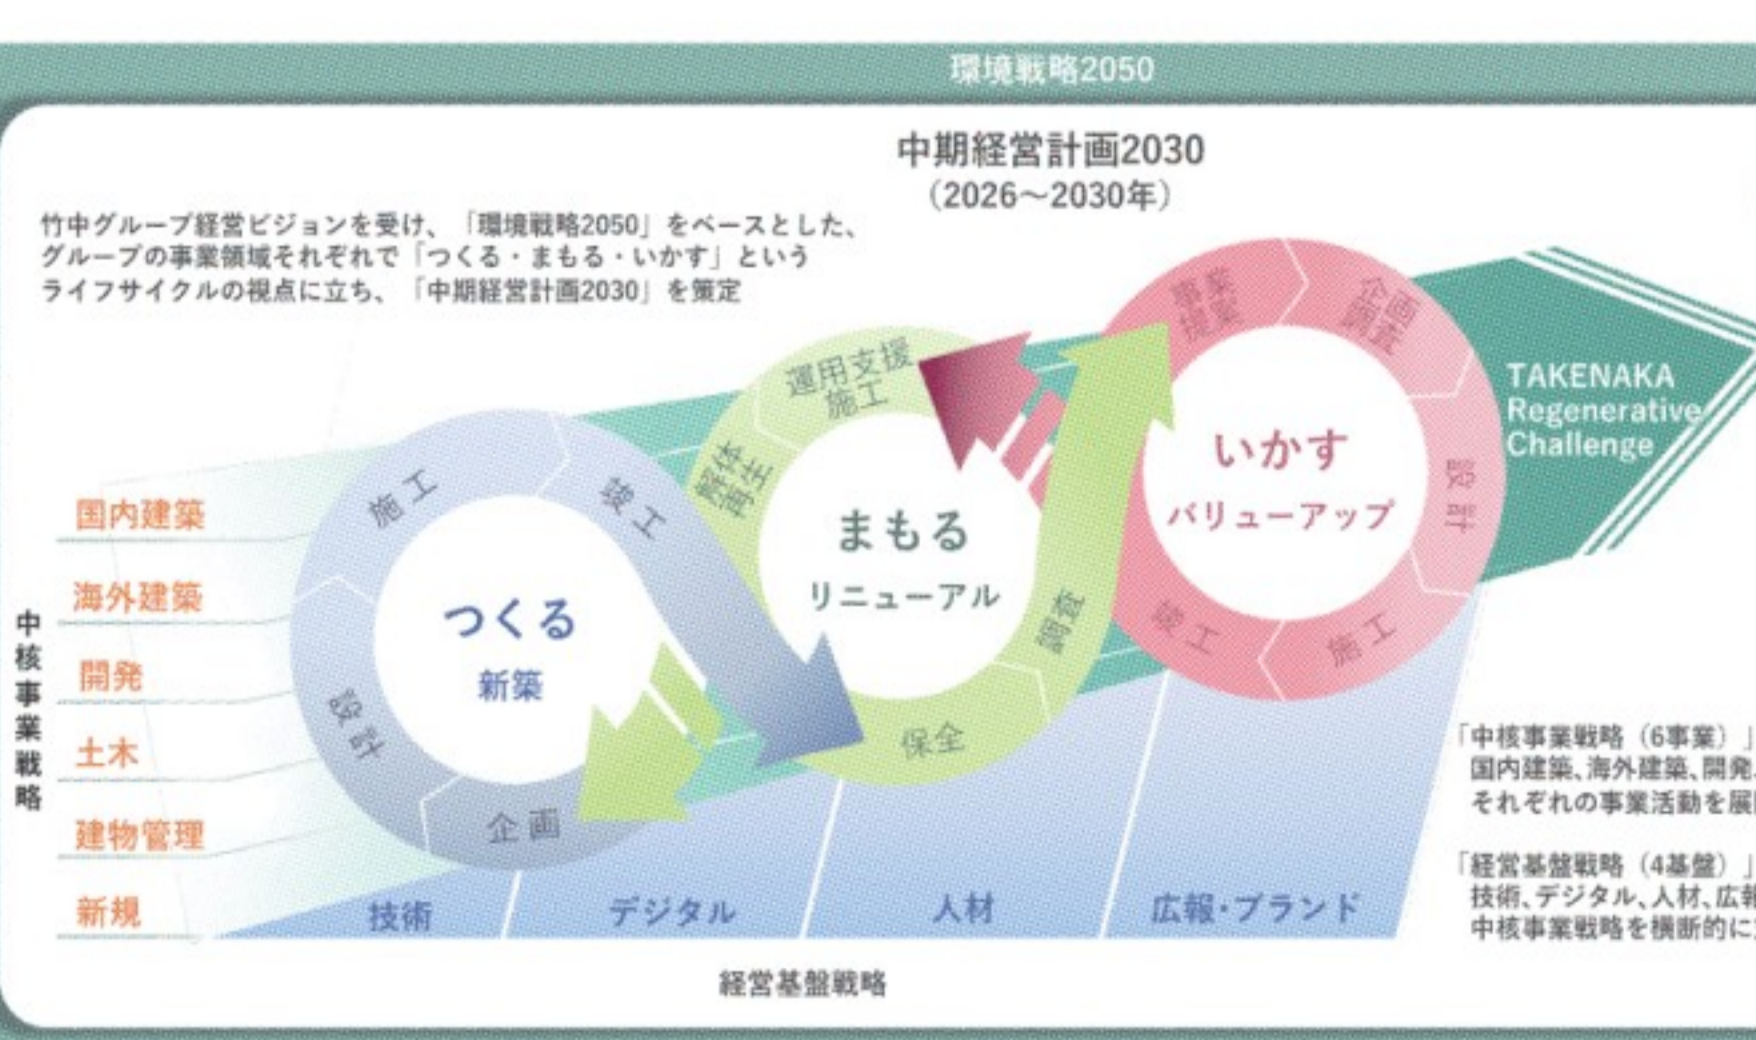 環境戦略2050
中期経営計画2030
（2026～2030年）
竹中グループ経営ビジョンを受け、「環境戦略2050」をベースとした、
グループの事業領域それぞれで「つくる・まもる・いかす」という
ライフサイクルの視点に立ち、「中期経営計画2030」を策定
中核事業戦略
国内建築
海外建築
開発
土木
建物管理
新規
つくる
新築
企画
設計
施工
竣工
まもる
リニューアル
保全
調査
運用支援
施工
解体
再生
いかす
バリューアップ
事業
提案
企画
調査
設計
施工
竣工
TAKENAKA
Regenerative
Challenge
技術
デジタル
人材
広報・ブランド
経営基盤戦略
「中核事業戦略（6事業）」
国内建築、海外建築、開発、
それぞれの事業活動を展
「経営基盤戦略（4基盤）」
技術、デジタル、人材、広報
中核事業戦略を横断的に